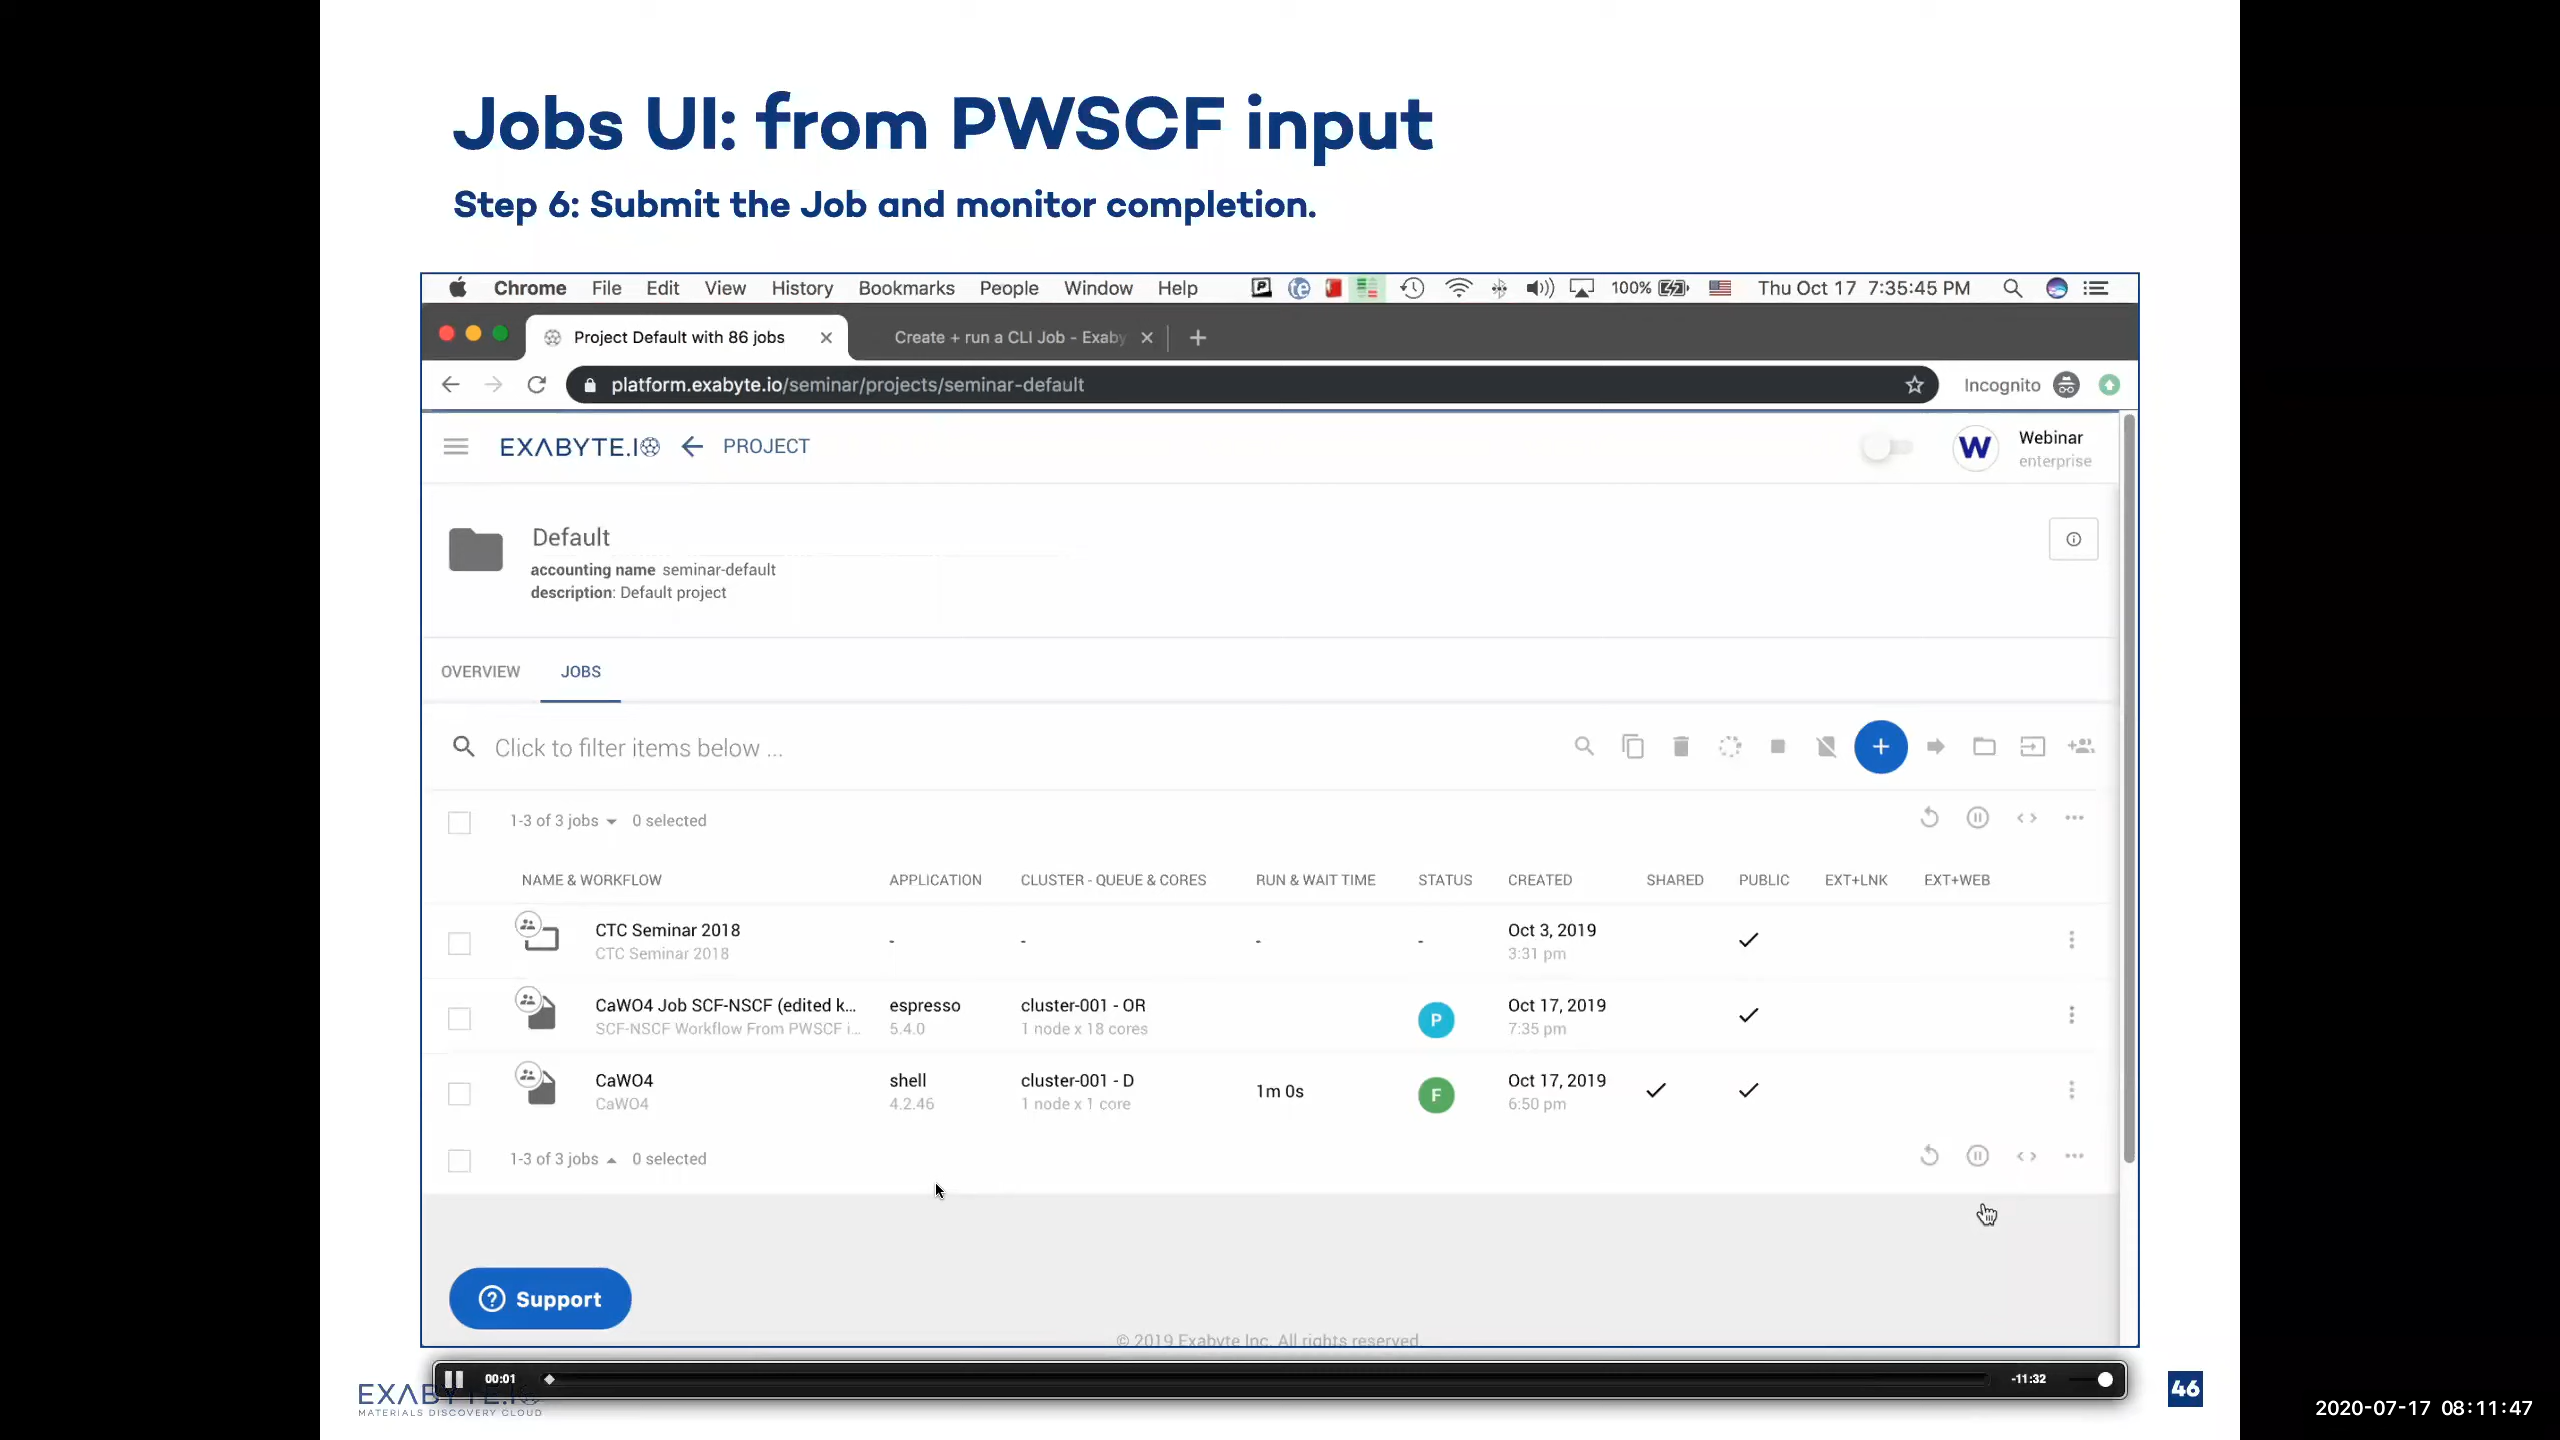 Jobs UI: from PWSCF input
Step 6: Submit the Job and monitor completion.
Chrome File Edit View History Bookmarks People Window Help 100% Thu Oct 17 7:35:45 PM
Project Default with 86 jobs Create + run a CLI Job - Exaby
platform.exabyte.io/seminar/projects/seminar-default Incognito
EXABYTE.IO PROJECT W Webinar
enterprise
Default
accounting name seminar-default
description: Default project
OVERVIEW JOBS
Click to filter items below ...
1-3 of 3 jobs 0 selected
NAME & WORKFLOW APPLICATION CLUSTER - QUEUE & CORES RUN & WAIT TIME STATUS CREATED SHARED PUBLIC EXT+LNK EXT+WEB
CTC Seminar 2018 - - - - Oct 3, 2019
CTC Seminar 2018 3:31 pm
CaWO4 Job SCF-NSCF (edited k... espresso cluster-001 - OR P Oct 17, 2019
SCF-NSCF Workflow From PWSCF i... 5.4.0 1 node x 18 cores 7:35 pm
CaWO4 shell cluster-001 - D 1m 0s F Oct 17, 2019
CaWO4 4.2.46 1 node x 1 core 6:50 pm
1-3 of 3 jobs 0 selected
Support
© 2019 Exabyte Inc. All rights reserved.
00:01 -11:32
EXABYTE.IO
MATERIALS DISCOVERY CLOUD
46
2020-07-17 08:11:47